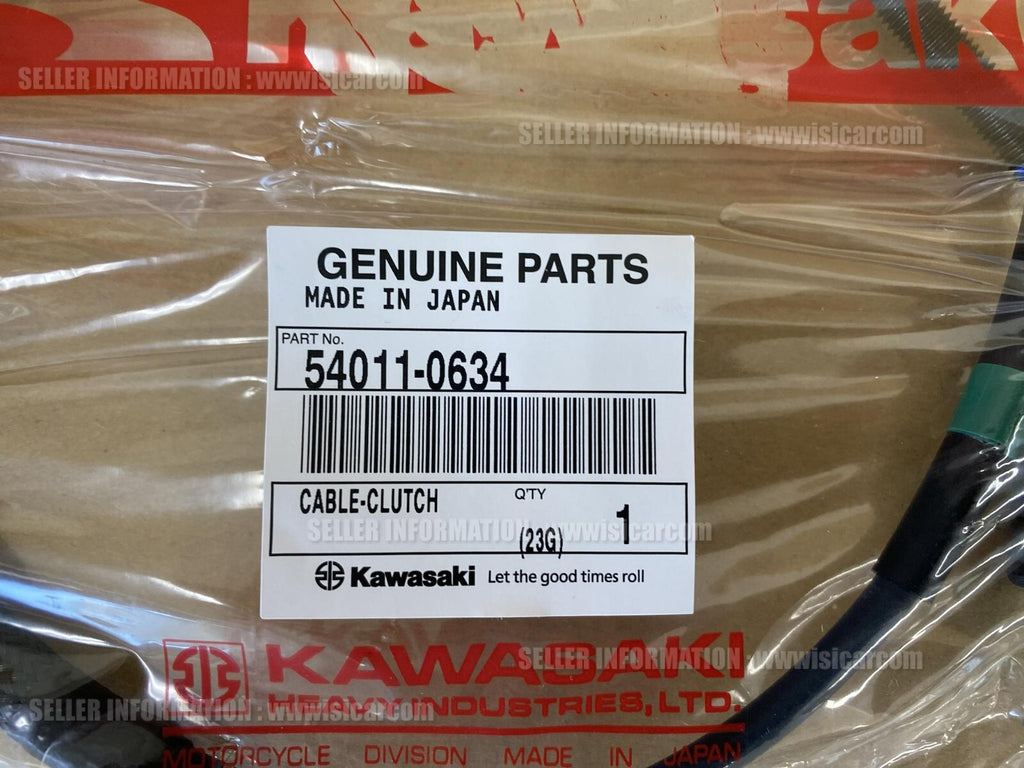 Kawasak
SELLER INFORMATION : www.isicar.com
SELLER INFORMATION : www.isicar.com
GENUINE PARTS
MADE IN JAPAN
PART No.
54011-0634
CABLE-CLUTCH
Q'TY
1
(23G)
SELLER INFORMATION : www.isicar.com
Kawasaki Let the good times roll
KAWASAKI
SELLER INFORMATION : www.isicar.com
HEAVY INDUSTRIES, LTD.
SELLER INFORMATION : www.isicar.com
MOTORCYCLE DIVISION MADE IN JAPAN